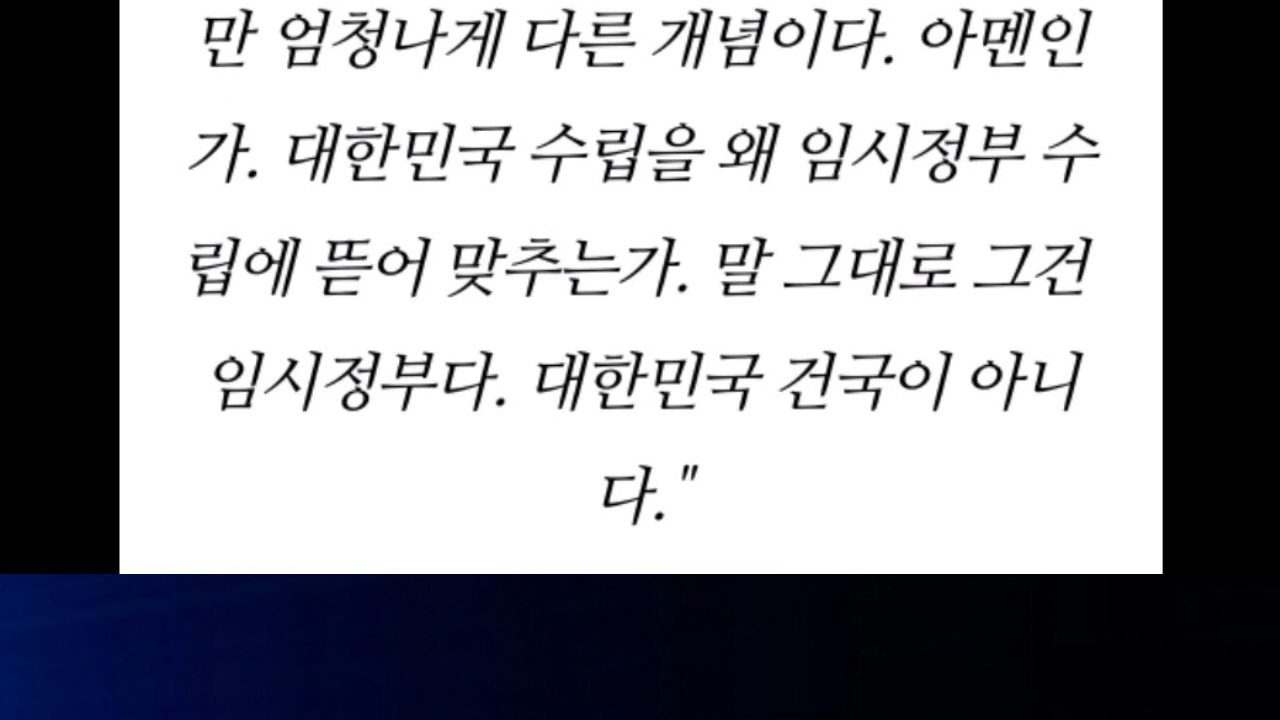 만 엄청나게 다른 개념이다. 아멘인
가. 대한민국 수립을 왜 임시정부 수
립에 뜯어 맞추는가. 말 그대로 그건
임시정부다. 대한민국 건국이 아니
다."